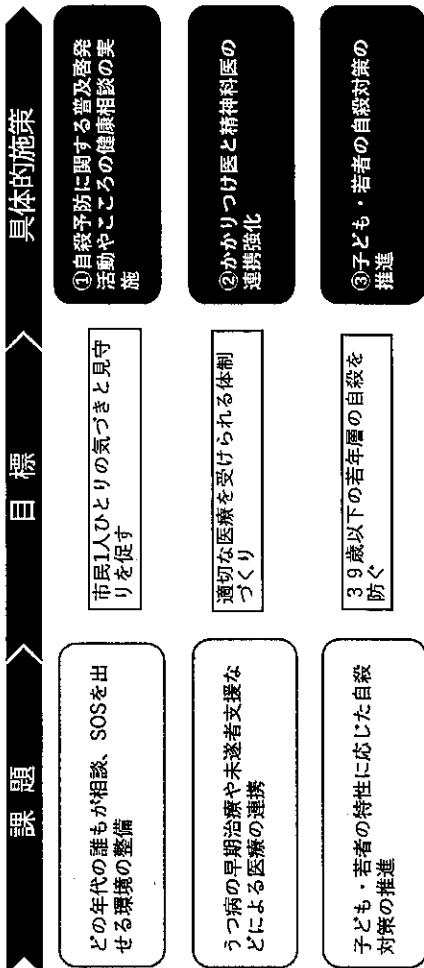 課題
目標
具体的施策
どの年代の誰もが相談、SOSを出
せる環境の整備
市民1人ひとりの気づきと見守
りを促す
①自殺予防に関する普及啓発
活動やこころの健康相談の実
施
うつ病の早期治療や未遂者支援な
どによる医療の連携
適切な医療を受けられる体制
づくり
②かかりつけ医と精神科医の
連携強化
子ども・若者の特性に応じた自殺
対策の推進
39歳以下の若年層の自殺を
防ぐ
③子ども・若者の自殺対策の
推進